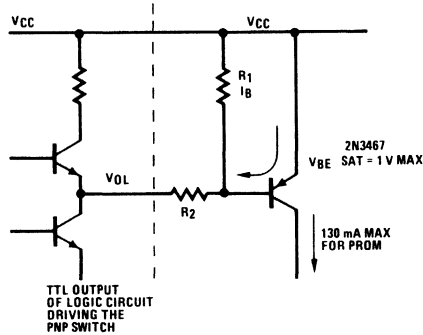 VCC
VCC
R1
IB
2N3467
VBE SAT = 1 V MAX
VOL
R2
130 mA MAX
FOR PROM
TTL OUTPUT
OF LOGIC CIRCUIT
DRIVING THE
PNP SWITCH